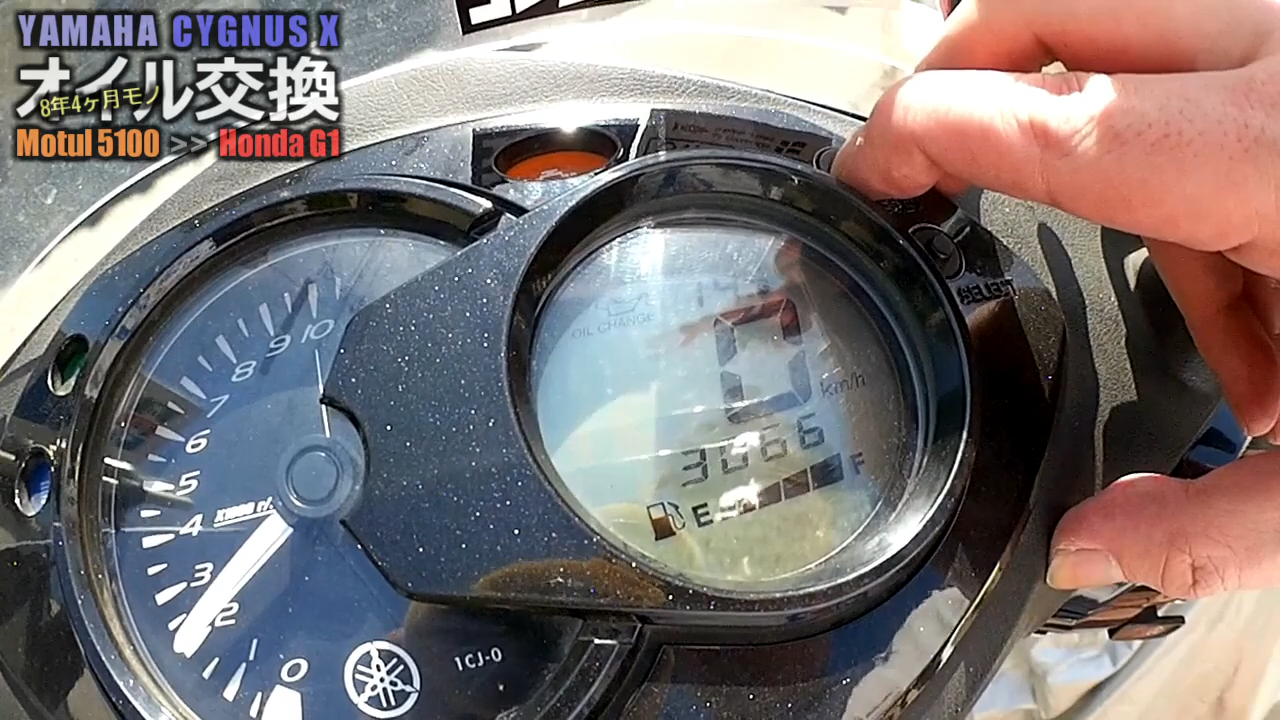 YAMAHA CYGNUS X
オイル交換
8年4ヶ月モノ
Motul 5100 >> Honda G1
SELECT
OIL CHANGE
0
km/h
3666
E
F
10
9
8
7
6
5
4
3
2
1
0
X1000 r/min
1CJ-0